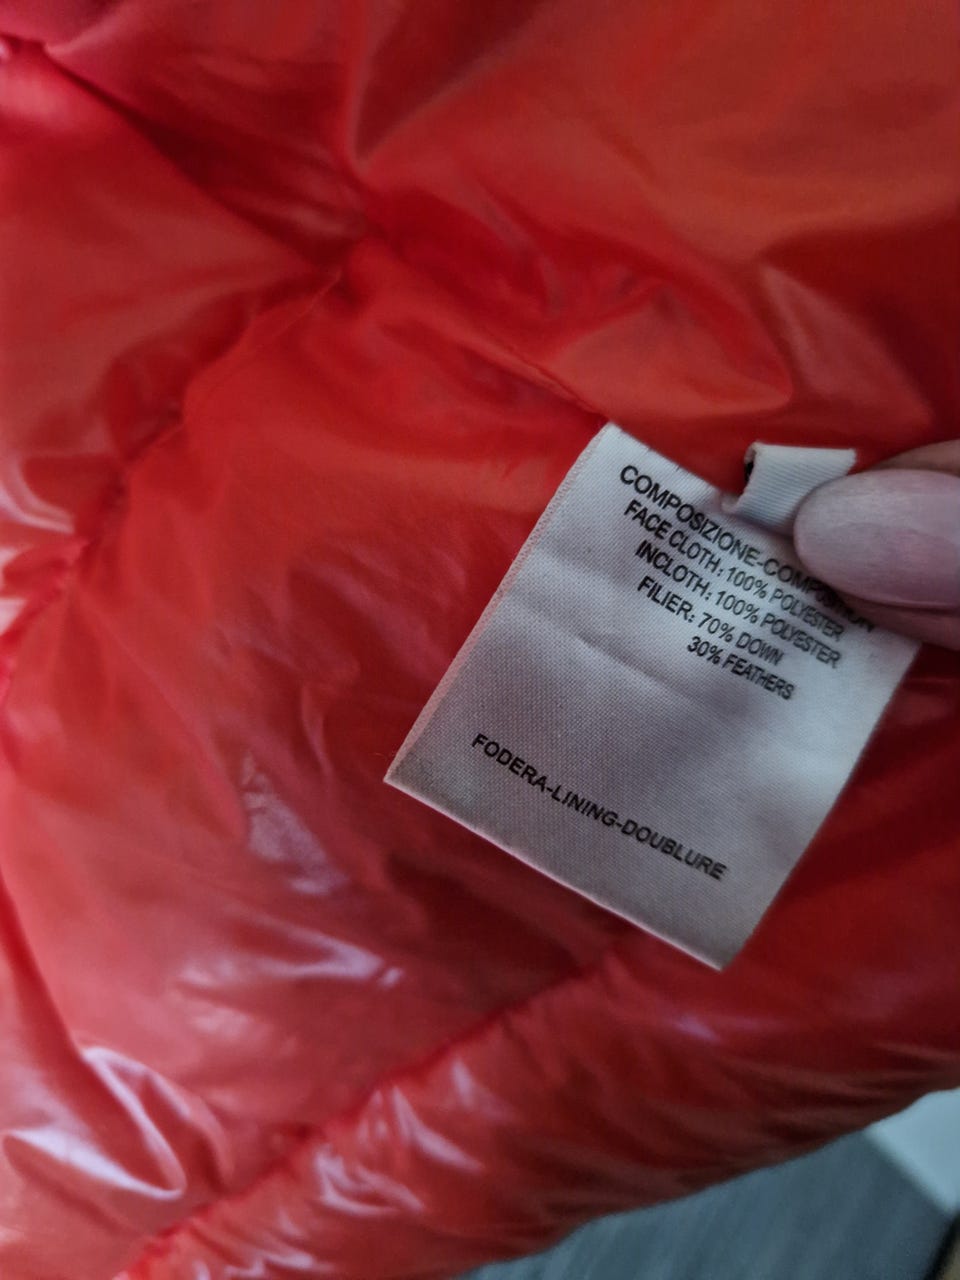 COMPOSIZIONE-COMPOSITION
FACE CLOTH: 100% POLYESTER
INCLOTH: 100% POLYESTER
FILIER: 70% DOWN
30% FEATHERS
FODERA-LINING-DOUBLURE